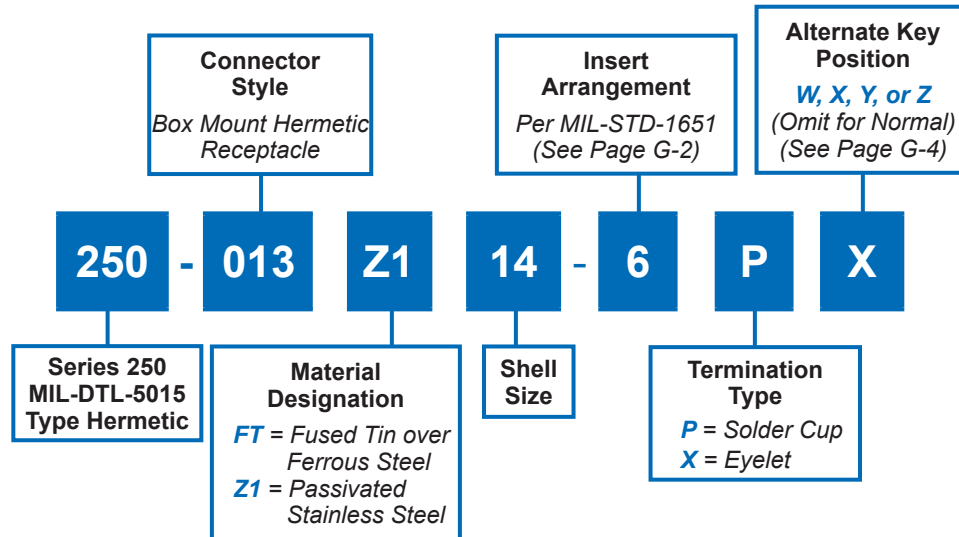 Connector
Style
Box Mount Hermetic
Receptacle
Insert
Arrangement
Per MIL-STD-1651
(See Page G-2)
Alternate Key
Position
W, X, Y, or Z
(Omit for Normal)
(See Page G-4)
250 - 013 Z1 14 - 6 P X
Series 250
MIL-DTL-5015
Type Hermetic
Material
Designation
FT = Fused Tin over
Ferrous Steel
Z1 = Passivated
Stainless Steel
Shell
Size
Termination
Type
P = Solder Cup
X = Eyelet